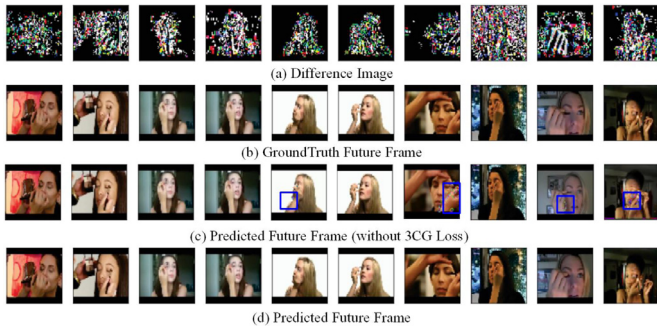 (a) Difference Image
(b) GroundTruth Future Frame
(c) Predicted Future Frame (without 3CG Loss)
(d) Predicted Future Frame